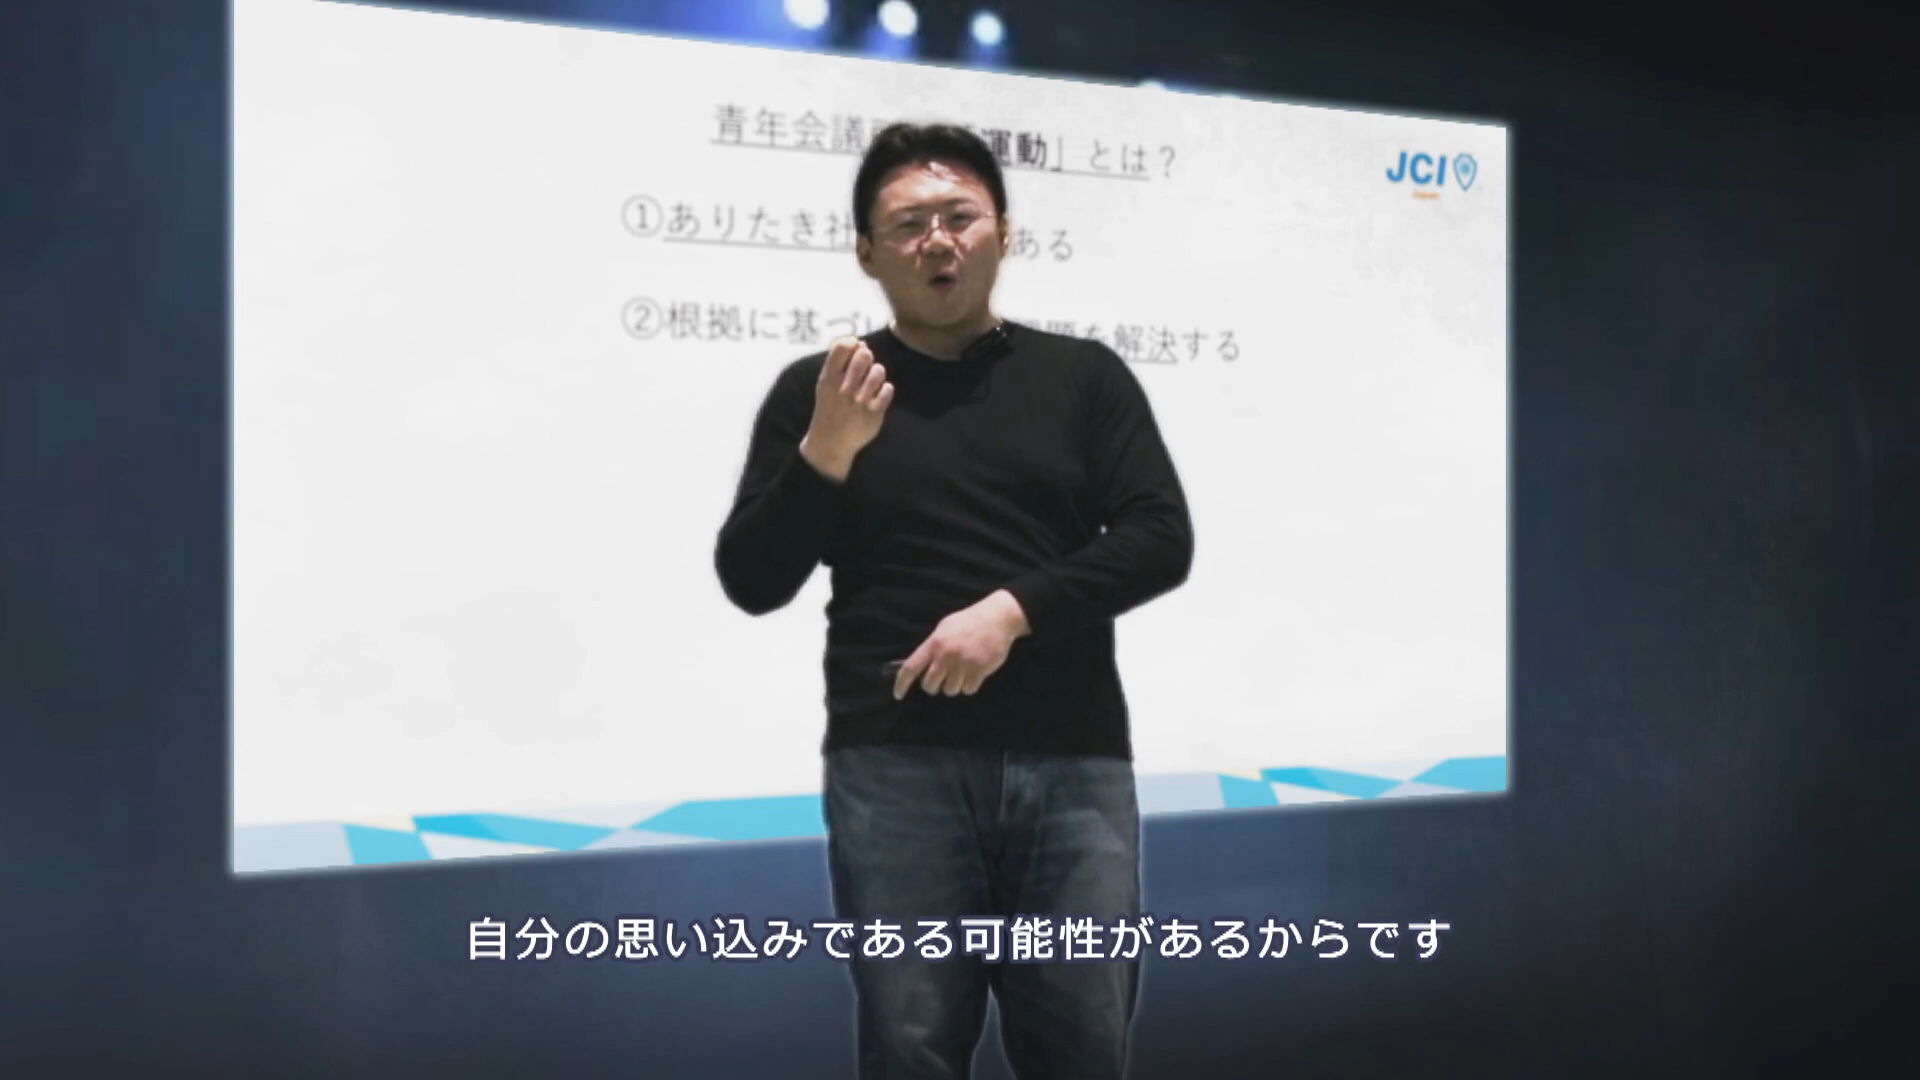 青年会議 運動」とは？
JCI
①ありたき社 ある
②根拠に基づい 題を解決する
自分の思い込みである可能性があるからです